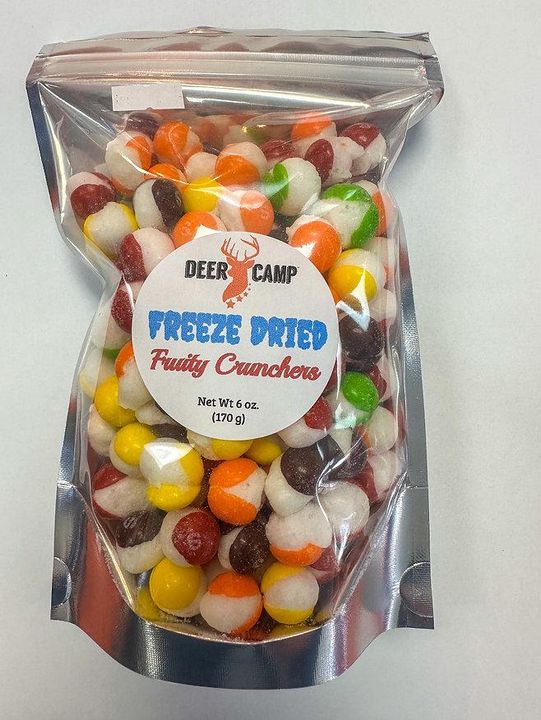 DEER CAMP
FREEZE DRIED
Fruity Crunchers
Net Wt 6 oz.
(170 g)